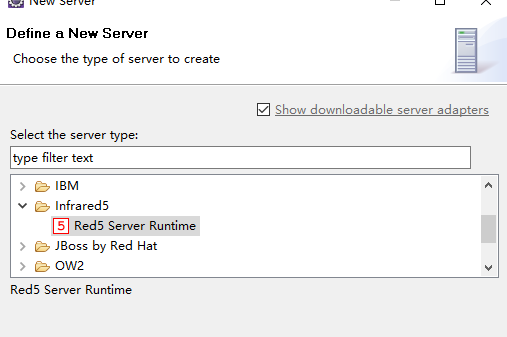 New Server
Define a New Server
Choose the type of server to create
Show downloadable server adapters
Select the server type:
type filter text
IBM
Infrared5
5 Red5 Server Runtime
JBoss by Red Hat
OW2
Red5 Server Runtime